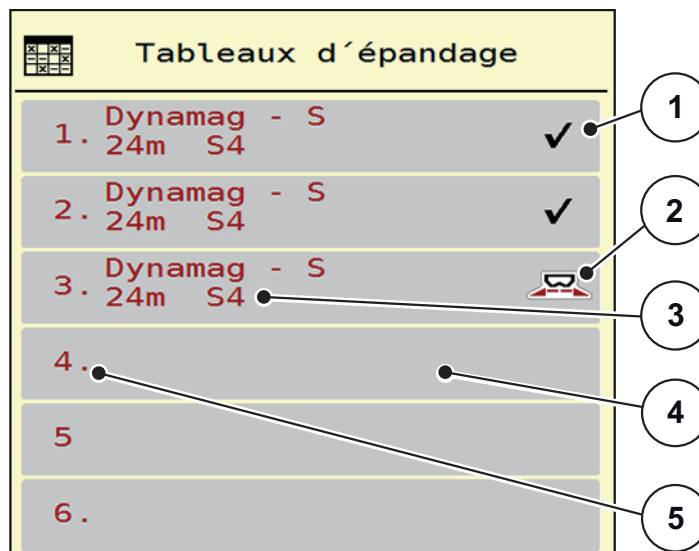 Tableaux d´épandage
1. Dynamag - S
24m S4
2. Dynamag - S
24m S4
3. Dynamag - S
24m S4
4.
5
6.
1
2
3
4
5